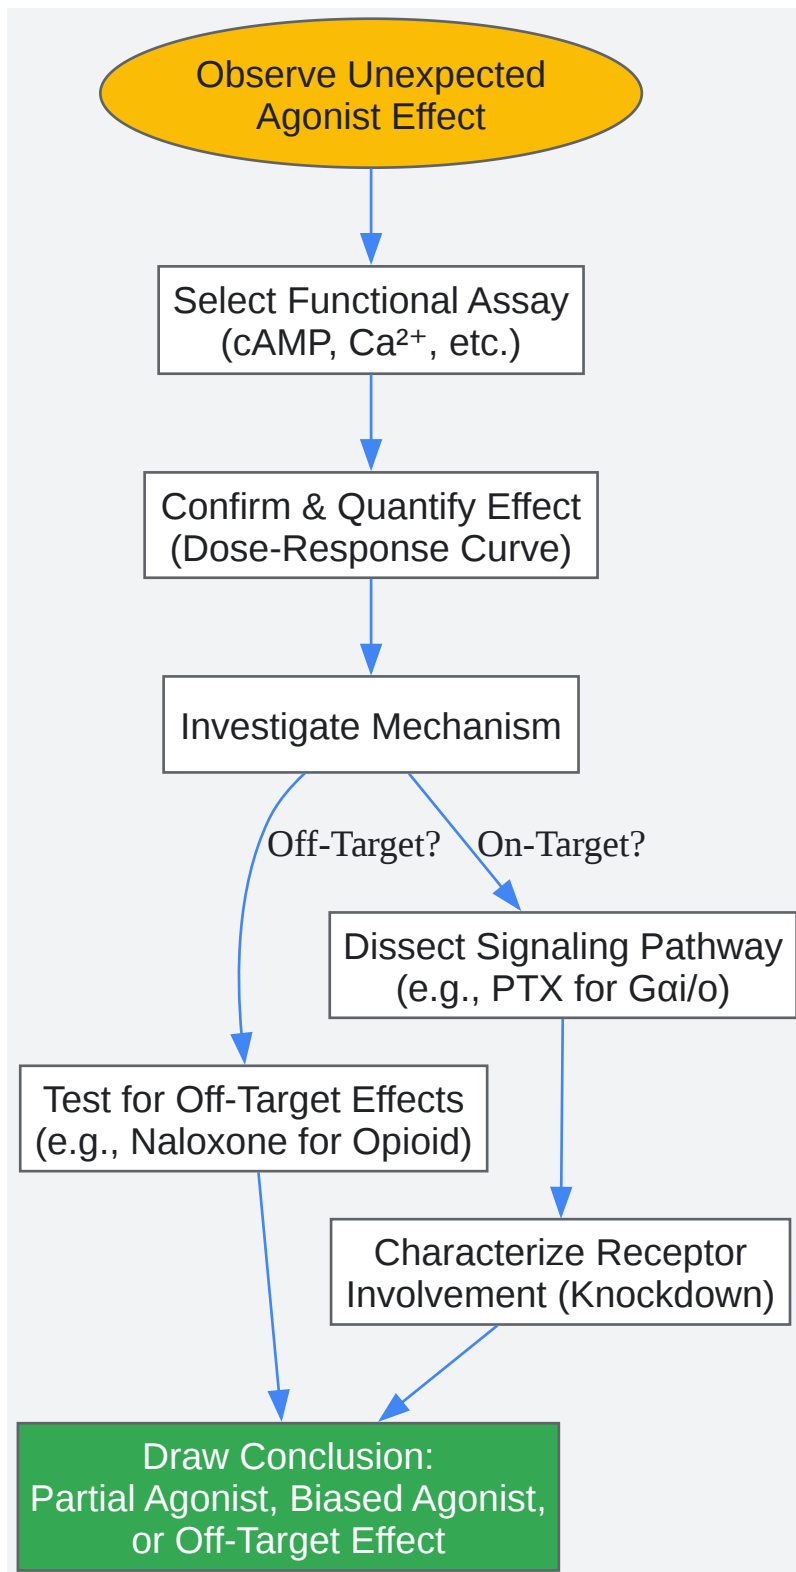 Observe Unexpected
Agonist Effect
Select Functional Assay
(cAMP, Ca²⁺, etc.)
Confirm & Quantify Effect
(Dose-Response Curve)
Investigate Mechanism
Off-Target?
On-Target?
Dissect Signaling Pathway
(e.g., PTX for Gαi/o)
Test for Off-Target Effects
(e.g., Naloxone for Opioid)
Characterize Receptor
Involvement (Knockdown)
Draw Conclusion:
Partial Agonist, Biased Agonist,
or Off-Target Effect